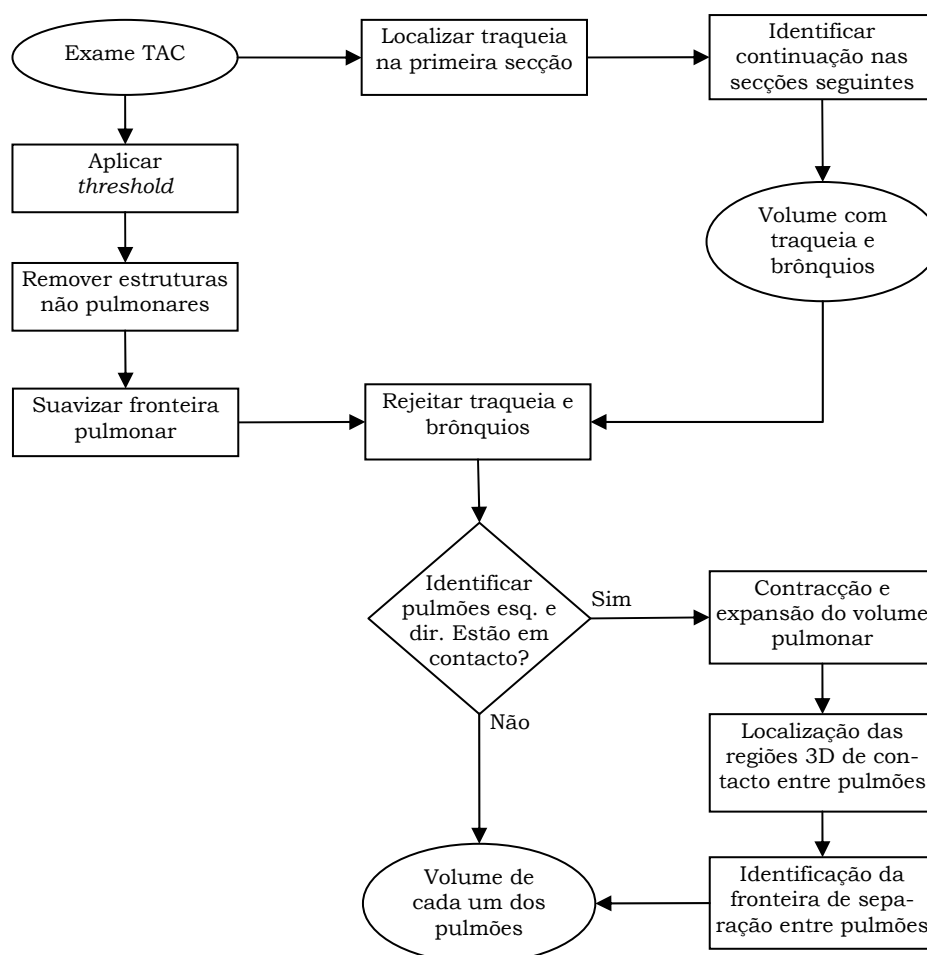 Exame TAC
Localizar traqueia
na primeira secção
Identificar
continuação nas
secções seguintes
Aplicar
threshold
Volume com
traqueia e
brônquios
Remover estruturas
não pulmonares
Suavizar fronteira
pulmonar
Rejeitar traqueia e
brônquios
Identificar
pulmões esq. e
dir. Estão em
contacto?
Sim
Não
Contracção e
expansão do volume
pulmonar
Localização das
regiões 3D de con-
tacto entre pulmões
Identificação da
fronteira de sepa-
ração entre pulmões
Volume de
cada um dos
pulmões